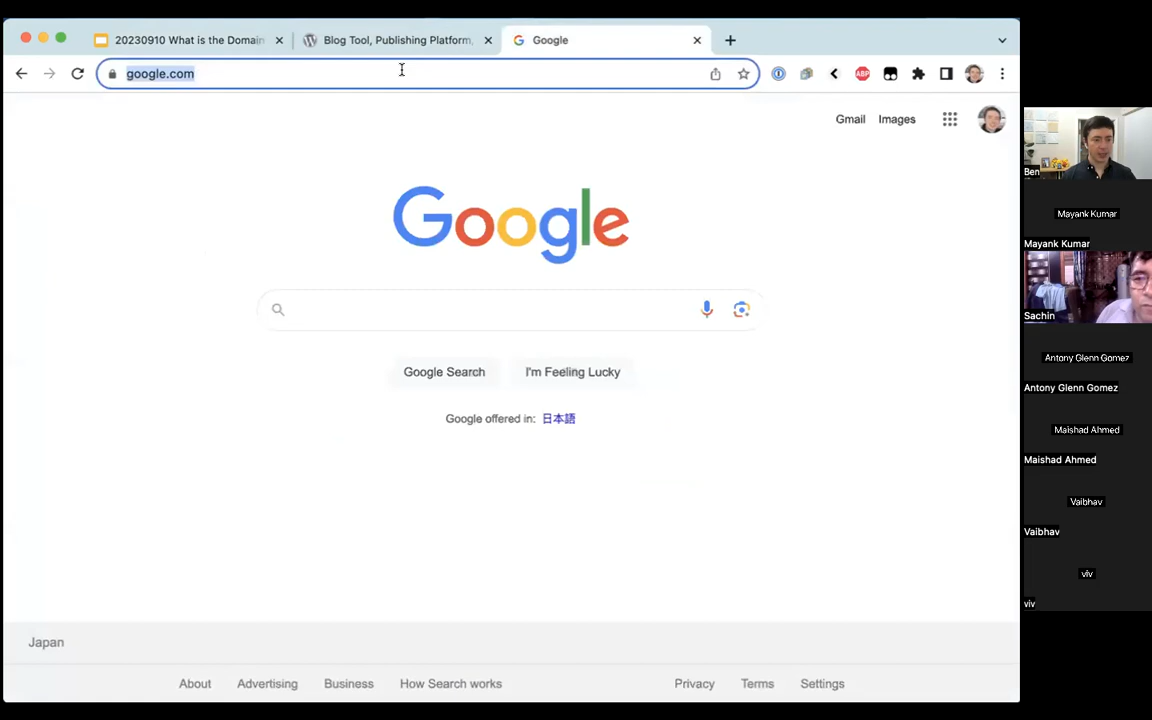 20230910 What is the Domain
Blog Tool, Publishing Platform,
Google
google.com
ABP
Gmail
Images
Google
Google Search
I'm Feeling Lucky
Google offered in: 日本語
Japan
About
Advertising
Business
How Search works
Privacy
Terms
Settings
Ben
Mayank Kumar
Mayank Kumar
Sachin
Antony Glenn Gomez
Antony Glenn Gomez
Maishad Ahmed
Maishad Ahmed
Vaibhav
Vaibhav
viv
viv